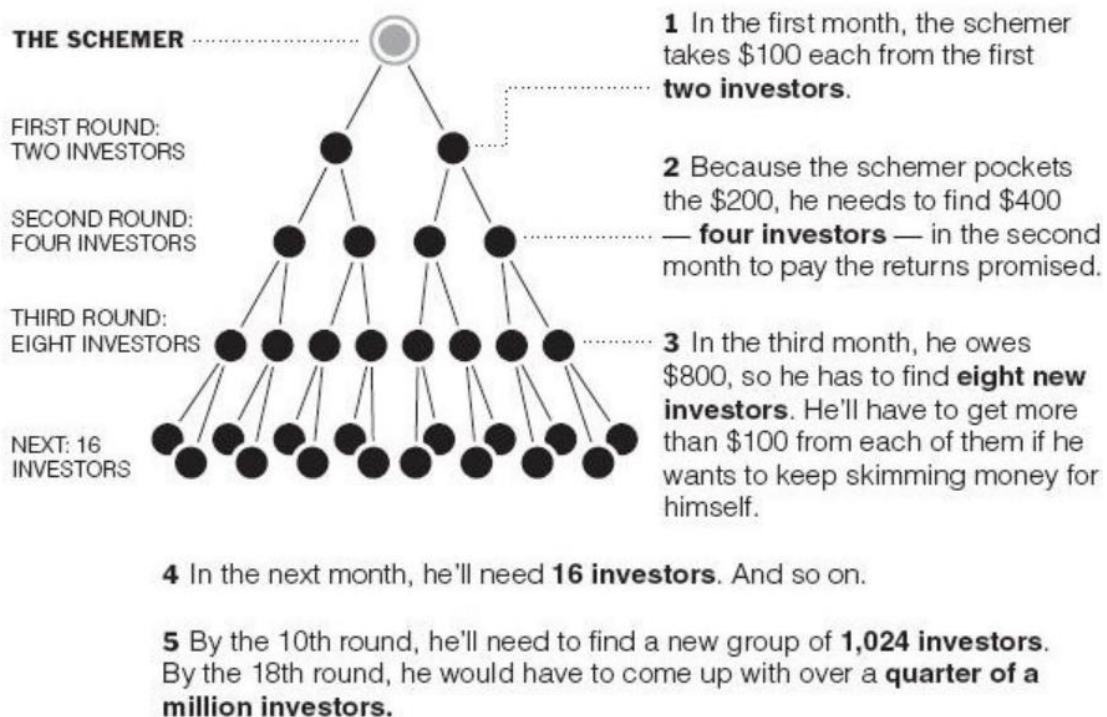 THE SCHEMER
FIRST ROUND:
TWO INVESTORS
SECOND ROUND:
FOUR INVESTORS
THIRD ROUND:
EIGHT INVESTORS
NEXT: 16
INVESTORS
1 In the first month, the schemer
takes $100 each from the first
two investors.
2 Because the schemer pockets
the $200, he needs to find $400
— four investors — in the second
month to pay the returns promised.
3 In the third month, he owes
$800, so he has to find eight new
investors. He'll have to get more
than $100 from each of them if he
wants to keep skimming money for
himself.
4 In the next month, he'll need 16 investors. And so on.
5 By the 10th round, he'll need to find a new group of 1,024 investors.
By the 18th round, he would have to come up with over a quarter of a
million investors.